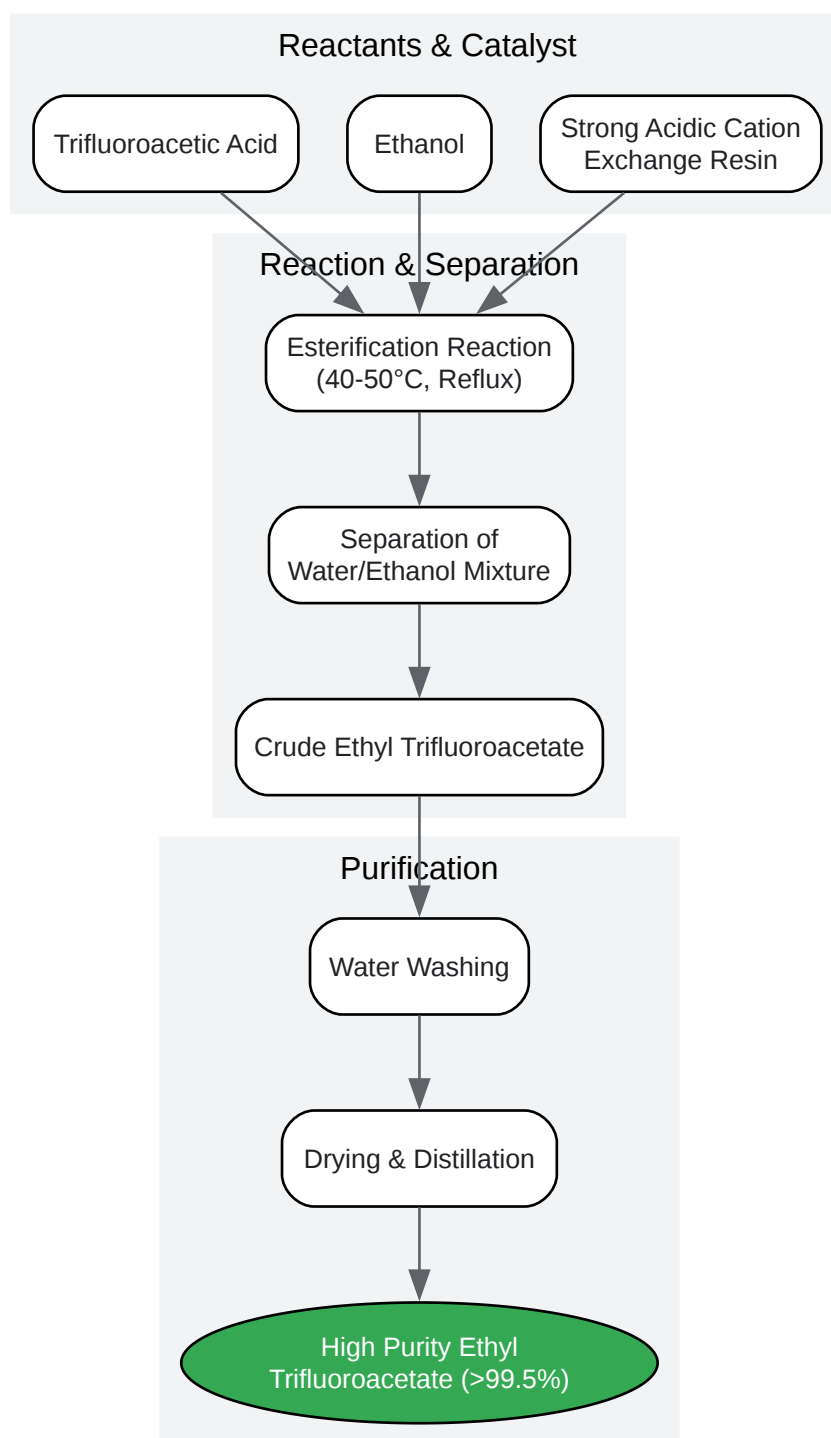 Reactants & Catalyst
Trifluoroacetic Acid
Ethanol
Strong Acidic Cation
Exchange Resin
Reaction & Separation
Esterification Reaction
(40-50°C, Reflux)
Separation of
Water/Ethanol Mixture
Crude Ethyl Trifluoroacetate
Purification
Water Washing
Drying & Distillation
High Purity Ethyl
Trifluoroacetate (>99.5%)